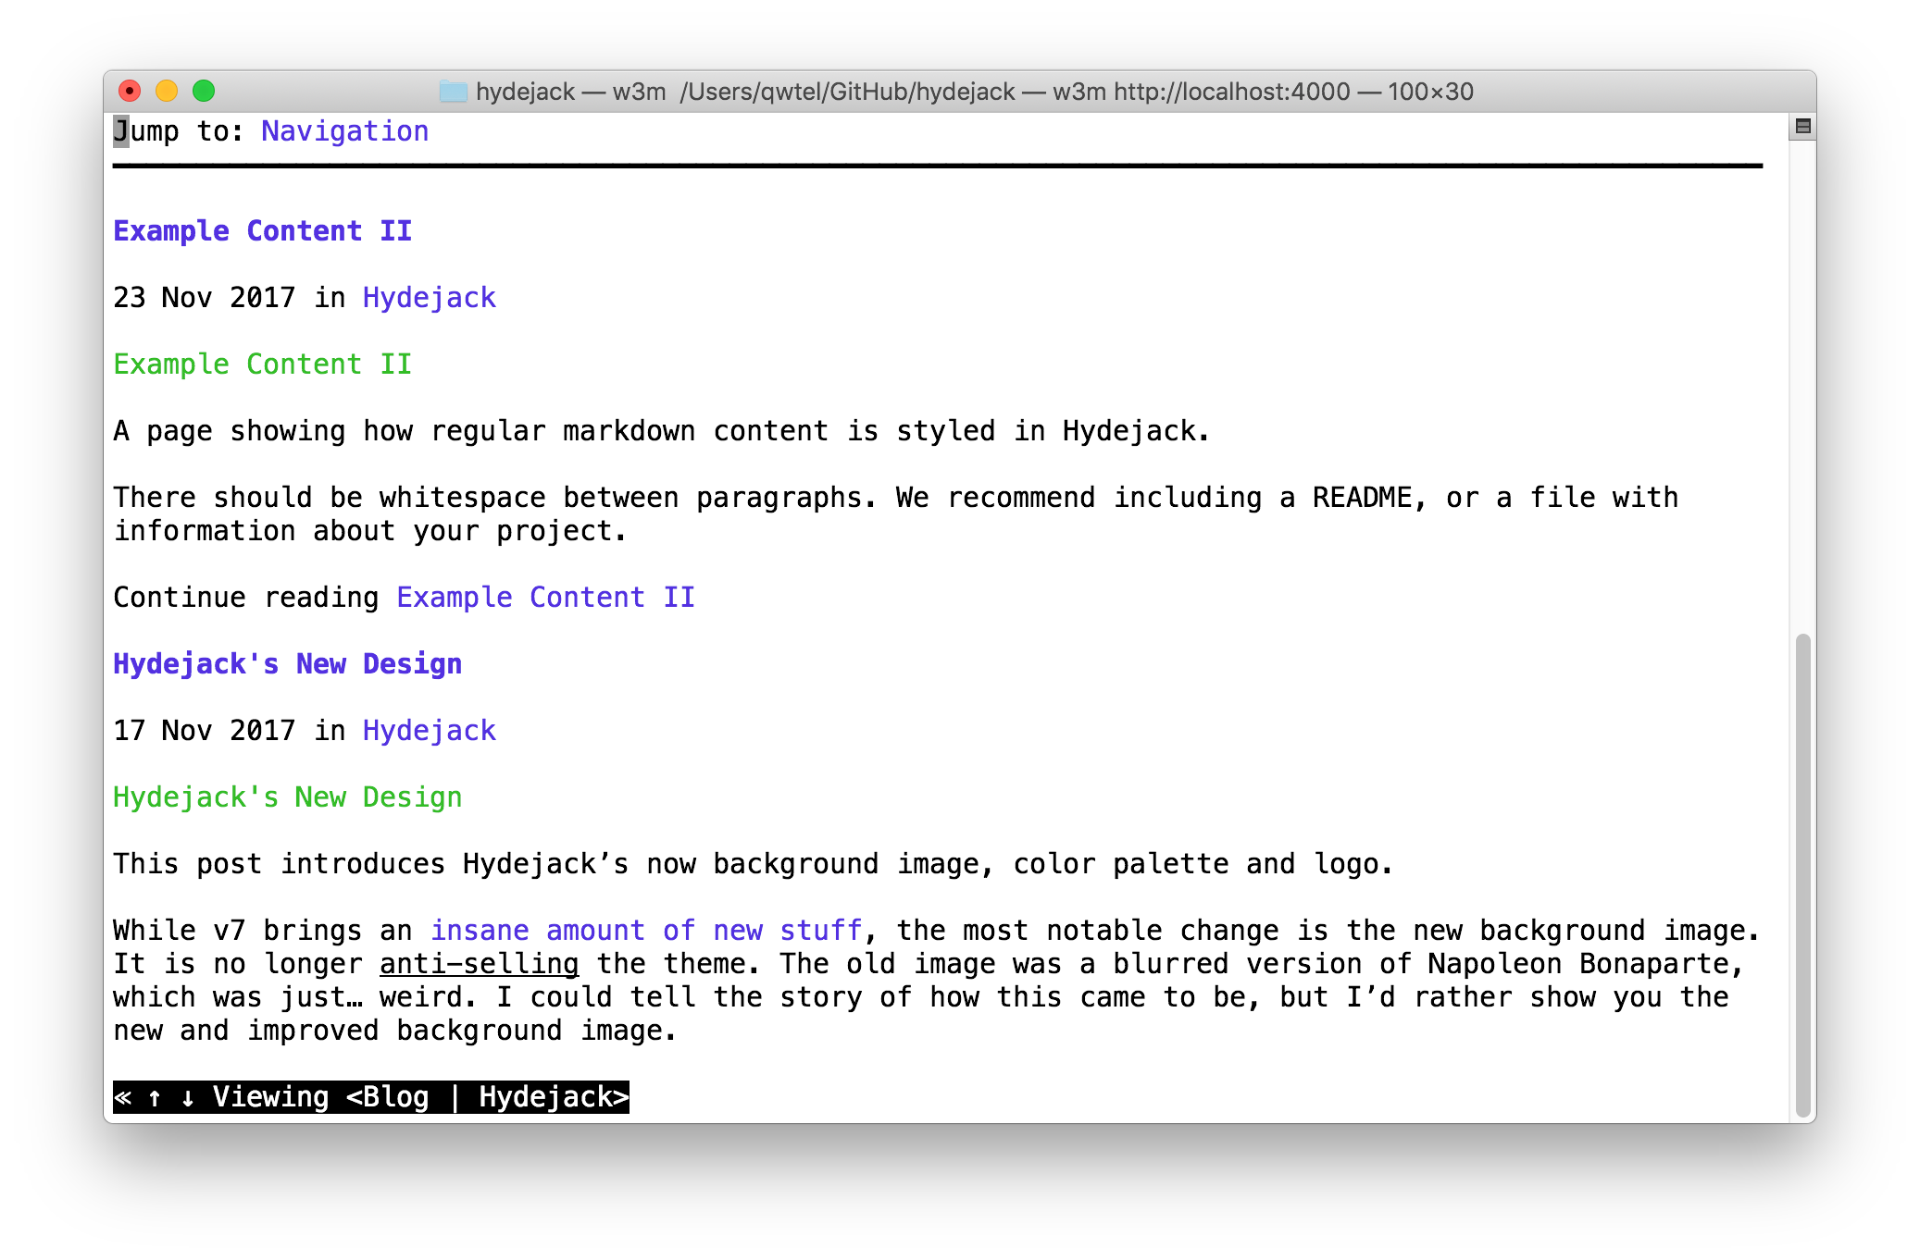 hydejack — w3m  /Users/qwtel/GitHub/hydejack — w3m http://localhost:4000 — 100×30
Jump to: Navigation
Example Content II
23 Nov 2017 in Hydejack
Example Content II
A page showing how regular markdown content is styled in Hydejack.
There should be whitespace between paragraphs. We recommend including a README, or a file with
information about your project.
Continue reading Example Content II
Hydejack's New Design
17 Nov 2017 in Hydejack
Hydejack's New Design
This post introduces Hydejack’s now background image, color palette and logo.
While v7 brings an insane amount of new stuff, the most notable change is the new background image.
It is no longer anti-selling the theme. The old image was a blurred version of Napoleon Bonaparte,
which was just… weird. I could tell the story of how this came to be, but I’d rather show you the
new and improved background image.
« ↑ ↓ Viewing <Blog | Hydejack>